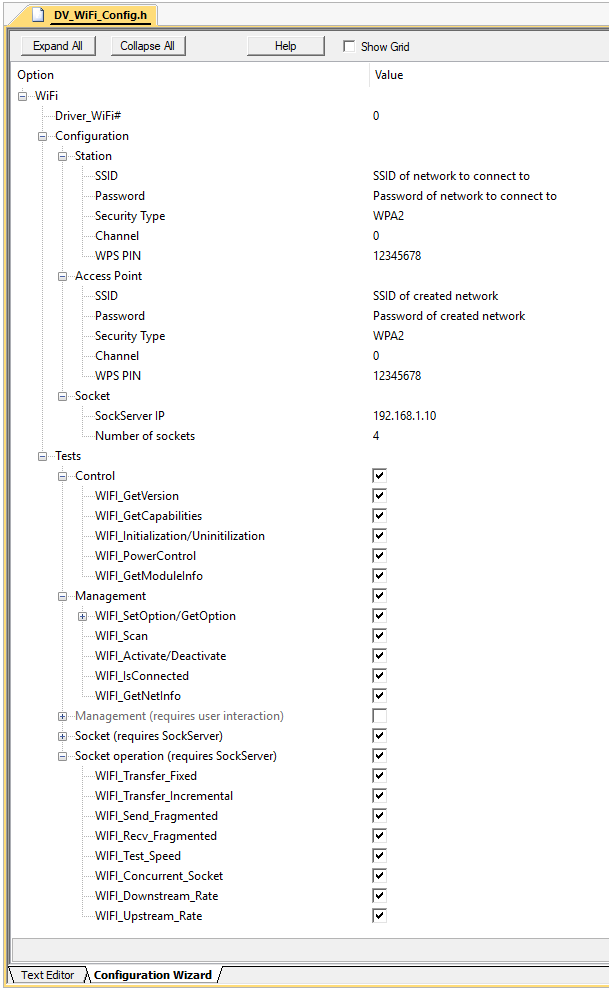 DV_WiFi_Config.h
Expand All Collapse All Help Show Grid
Option Value
WiFi
Driver_WiFi# 0
Configuration
Station
SSID SSID of network to connect to
Password Password of network to connect to
Security Type WPA2
Channel 0
WPS PIN 12345678
Access Point
SSID SSID of created network
Password Password of created network
Security Type WPA2
Channel 0
WPS PIN 12345678
Socket
SockServer IP 192.168.1.10
Number of sockets 4
Tests
Control
WIFI_GetVersion
WIFI_GetCapabilities
WIFI_Initialization/Uninitilization
WIFI_PowerControl
WIFI_GetModuleInfo
Management
WIFI_SetOption/GetOption
WIFI_Scan
WIFI_Activate/Deactivate
WIFI_IsConnected
WIFI_GetNetInfo
Management (requires user interaction)
Socket (requires SockServer)
Socket operation (requires SockServer)
WIFI_Transfer_Fixed
WIFI_Transfer_Incremental
WIFI_Send_Fragmented
WIFI_Recv_Fragmented
WIFI_Test_Speed
WIFI_Concurrent_Socket
WIFI_Downstream_Rate
WIFI_Upstream_Rate
Text Editor Configuration Wizard